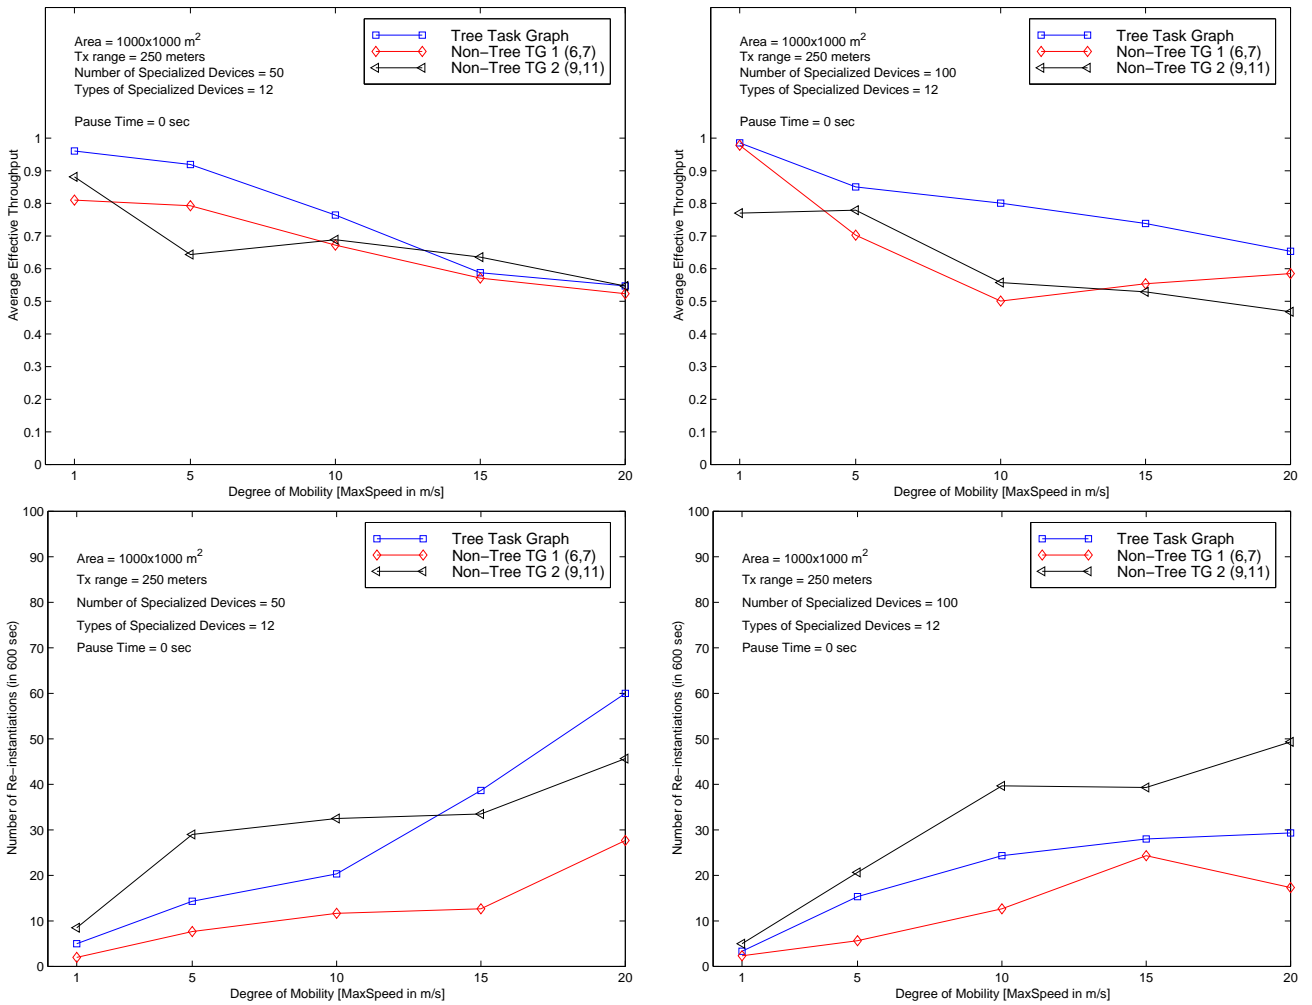 Tree Task Graph
Non-Tree TG 1 (6,7)
Non-Tree TG 2 (9,11)
Area = 1000x1000 m²
Tx range = 250 meters
Number of Specialized Devices = 50
Types of Specialized Devices = 12
Pause Time = 0 sec
1
0.9
0.8
0.7
0.6
0.5
0.4
0.3
0.2
0.1
0
Average Effective Throughput
1 5 10 15 20
Degree of Mobility [MaxSpeed in m/s]
Tree Task Graph
Non-Tree TG 1 (6,7)
Non-Tree TG 2 (9,11)
Area = 1000x1000 m²
Tx range = 250 meters
Number of Specialized Devices = 100
Types of Specialized Devices = 12
Pause Time = 0 sec
1
0.9
0.8
0.7
0.6
0.5
0.4
0.3
0.2
0.1
0
Average Effective Throughput
1 5 10 15 20
Degree of Mobility [MaxSpeed in m/s]
Tree Task Graph
Non-Tree TG 1 (6,7)
Non-Tree TG 2 (9,11)
Area = 1000x1000 m²
Tx range = 250 meters
Number of Specialized Devices = 50
Types of Specialized Devices = 12
Pause Time = 0 sec
100
90
80
70
60
50
40
30
20
10
0
Number of Re-instantiations (in 600 sec)
1 5 10 15 20
Degree of Mobility [MaxSpeed in m/s]
Tree Task Graph
Non-Tree TG 1 (6,7)
Non-Tree TG 2 (9,11)
Area = 1000x1000 m²
Tx range = 250 meters
Number of Specialized Devices = 100
Types of Specialized Devices = 12
Pause Time = 0 sec
100
90
80
70
60
50
40
30
20
10
0
Number of Re-instantiations (in 600 sec)
1 5 10 15 20
Degree of Mobility [MaxSpeed in m/s]